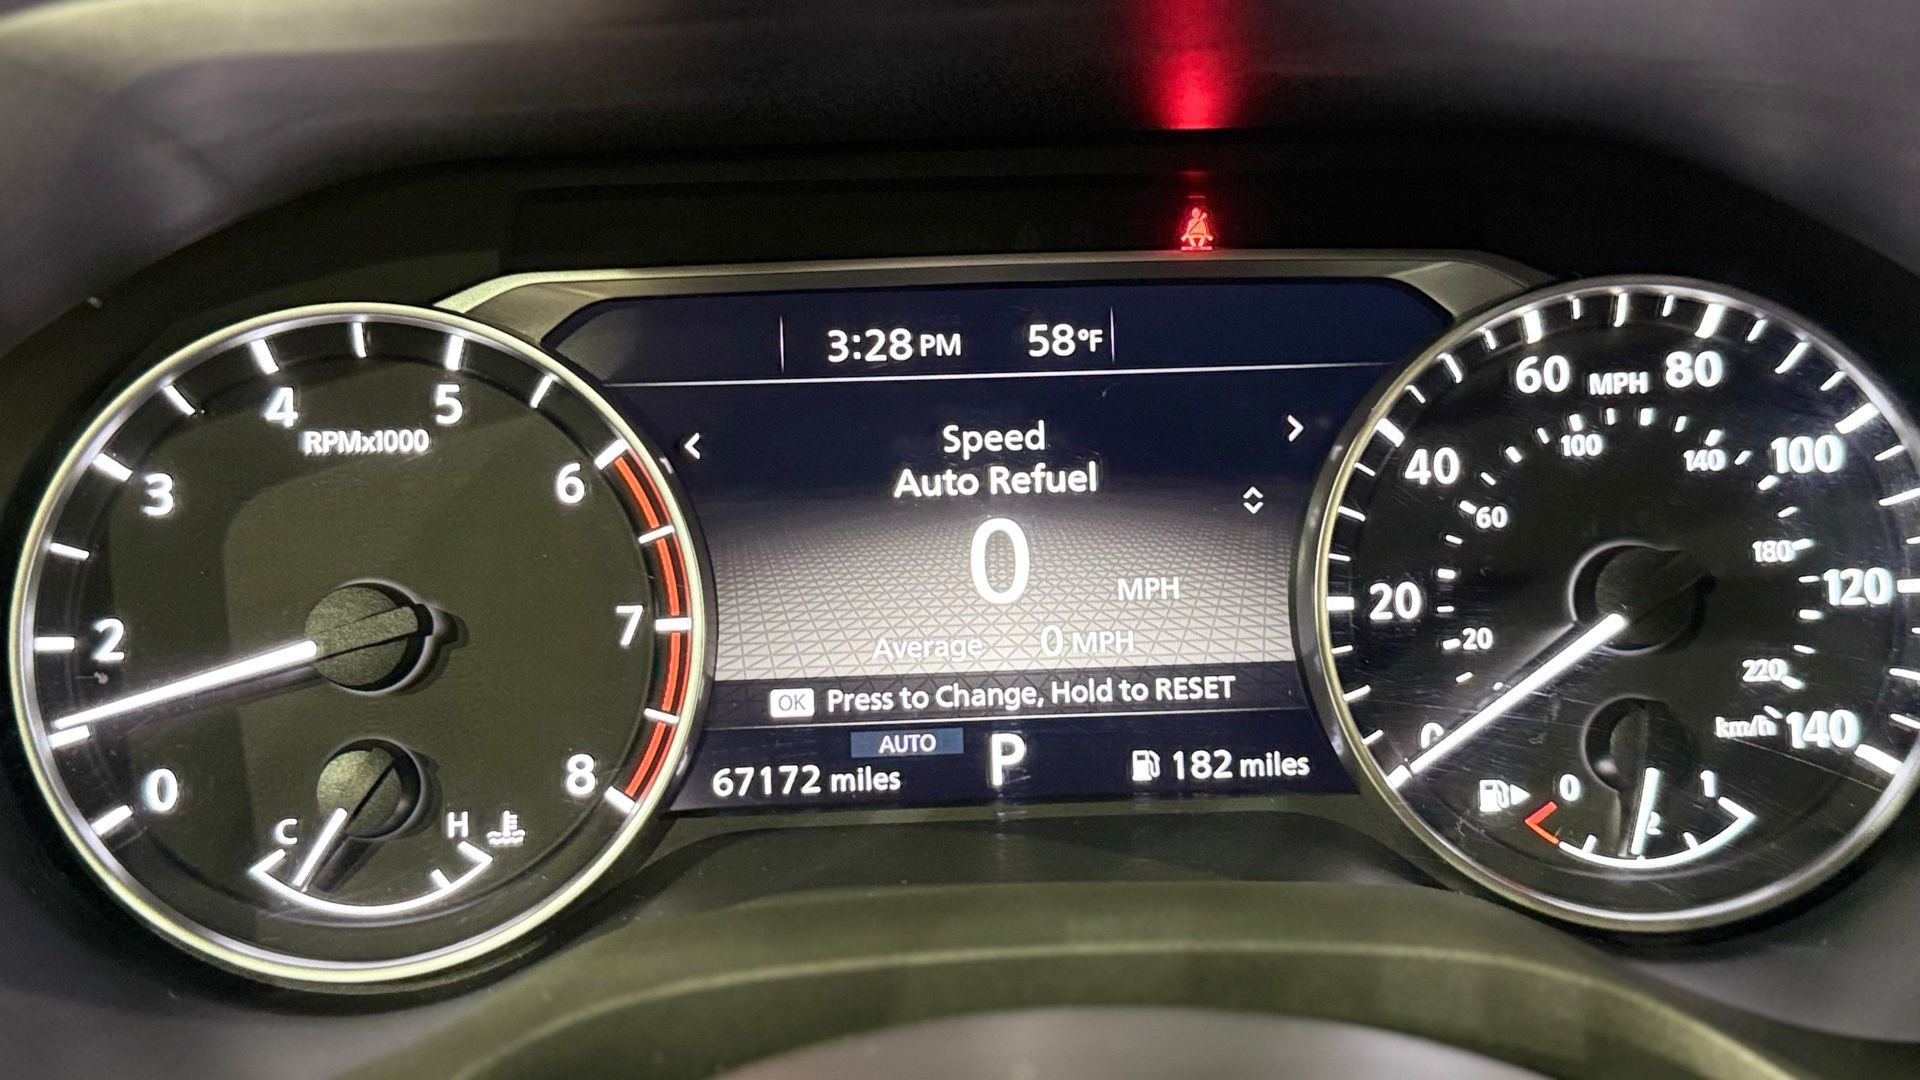 3:28 PM 58°F
Speed
Auto Refuel
0 MPH
Average 0 MPH
OK Press to Change, Hold to RESET
AUTO
67172 miles P 182 miles
0 2 3 4 5 6 7 8
RPMx1000
C H
0 20 40 60 80 100 120 140
MPH
20 60 100 140 180 220
km/h
0 1